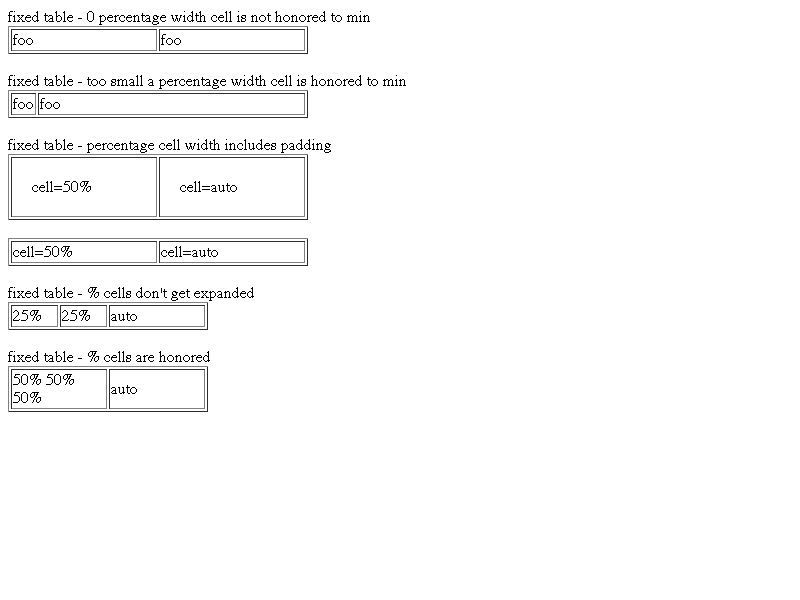 fixed table - 0 percentage width cell is not honored to min
foo foo
fixed table - too small a percentage width cell is honored to min
foo foo
fixed table - percentage cell width includes padding
cell=50% cell=auto
cell=50% cell=auto
fixed table - % cells don't get expanded
25% 25% auto
fixed table - % cells are honored
50% 50%
50%
auto